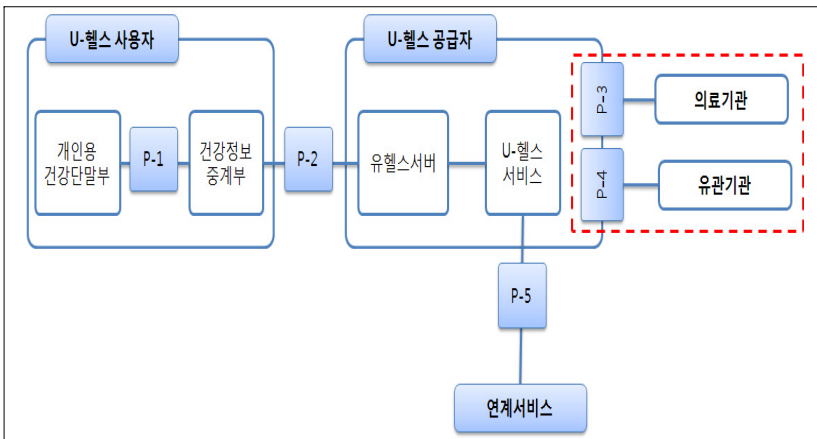 U-헬스 사용자
U-헬스 공급자
개인용
건강단말부
P-1
건강정보
중계부
P-2
유헬스서버
U-헬스
서비스
P-3
의료기관
P-4
유관기관
P-5
연계서비스